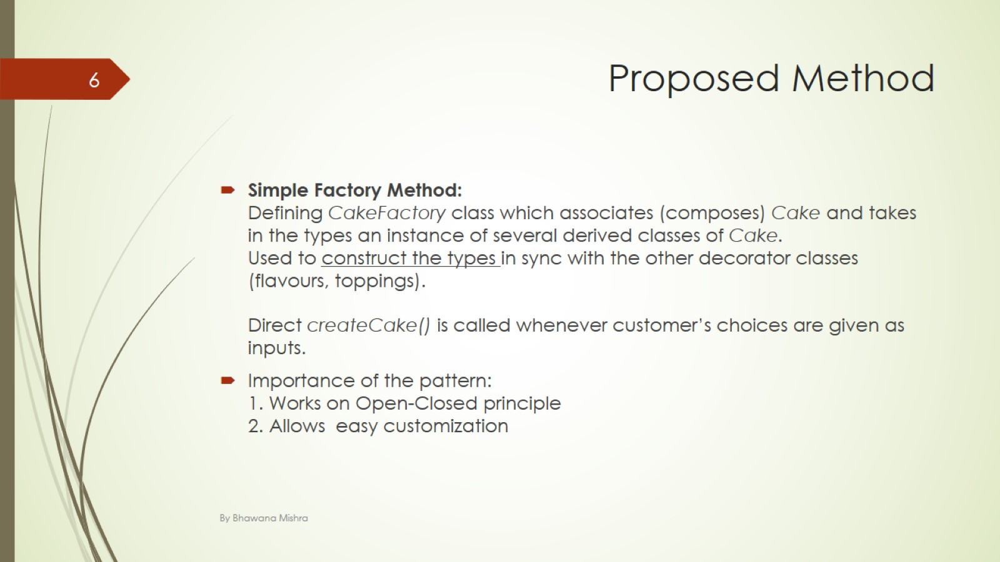 6
Proposed Method
Simple Factory Method:
Defining CakeFactory class which associates (composes) Cake and takes
in the types an instance of several derived classes of Cake.
Used to construct the types in sync with the other decorator classes
(flavours, toppings).
Direct createCake() is called whenever customer’s choices are given as
inputs.
Importance of the pattern:
1. Works on Open-Closed principle
2. Allows  easy customization
By Bhawana Mishra